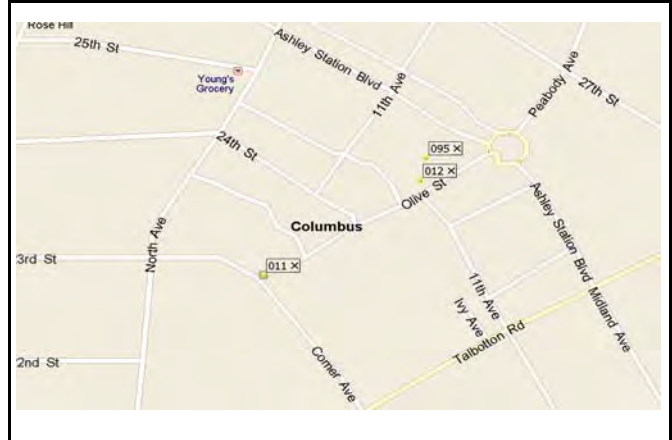 Rose Hill
25th St
Young's
Grocery
Ashley Station Blvd
11th Ave
Peabody Ave
27th St
24th St
095 ×
012 ×
Olive St
Columbus
North Ave
3rd St
011 ×
Ashley Station Blvd Midland Ave
11th Ave
Ivy Ave
Talbotton Rd
2nd St
Comer Ave